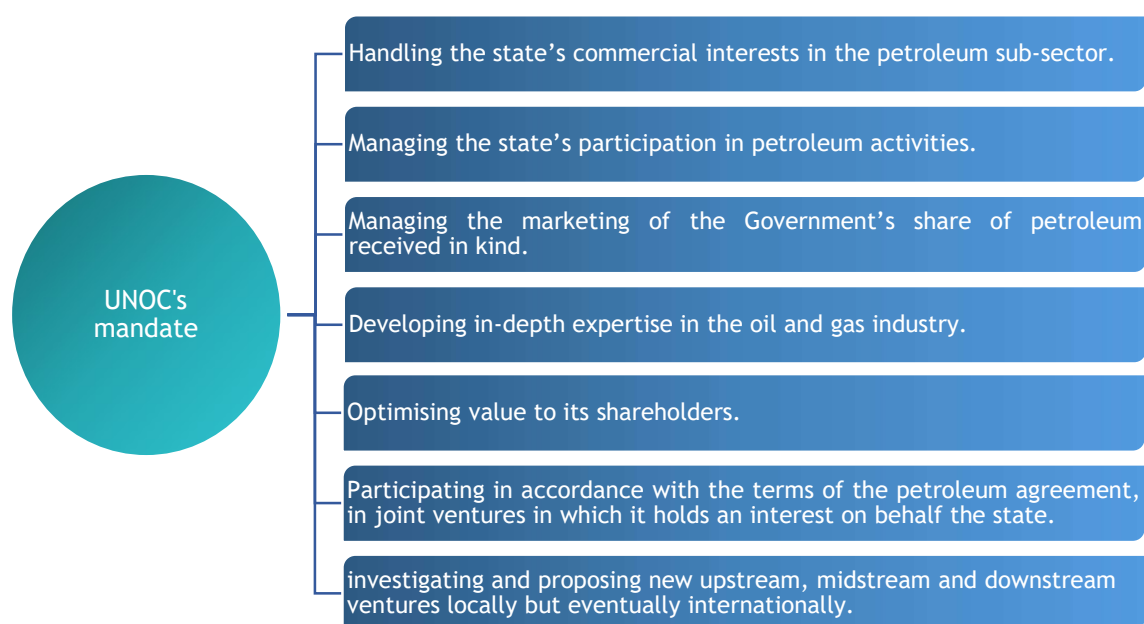 UNOC's
mandate
Handling the state’s commercial interests in the petroleum sub-sector.
Managing the state’s participation in petroleum activities.
Managing the marketing of the Government’s share of petroleum
received in kind.
Developing in-depth expertise in the oil and gas industry.
Optimising value to its shareholders.
Participating in accordance with the terms of the petroleum agreement,
in joint ventures in which it holds an interest on behalf the state.
investigating and proposing new upstream, midstream and downstream
ventures locally but eventually internationally.